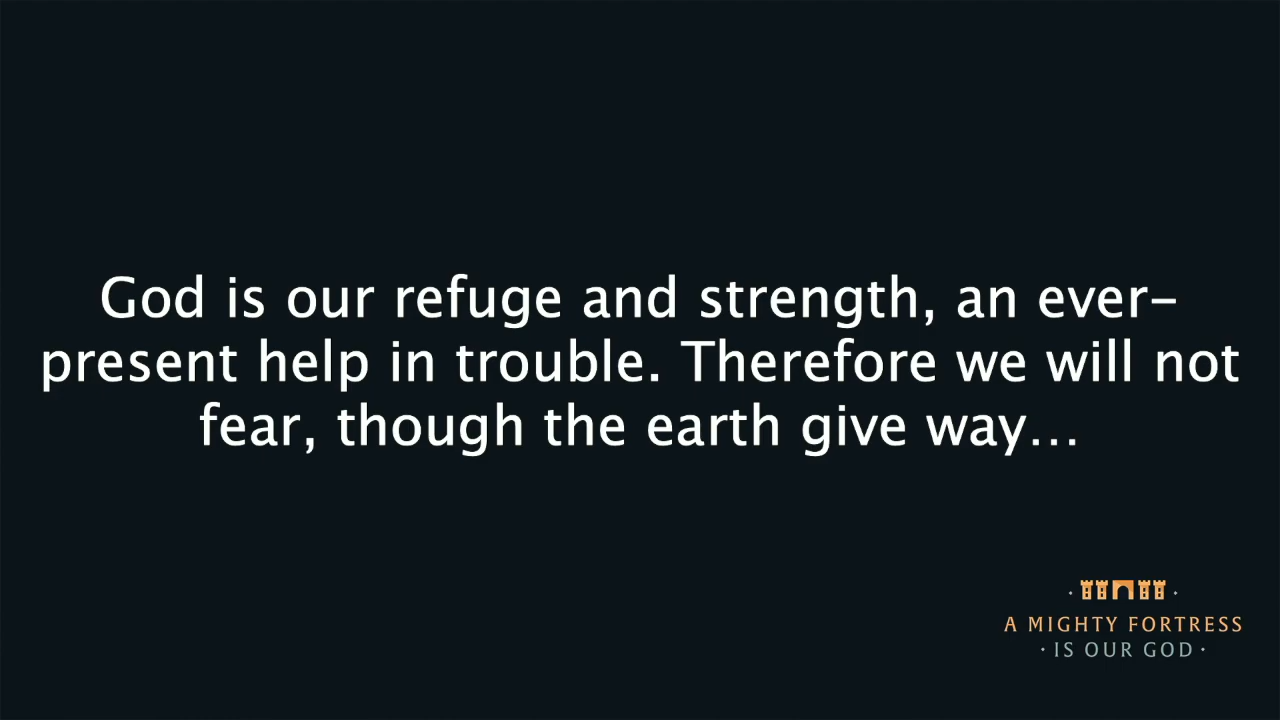 God is our refuge and strength, an ever-
present help in trouble. Therefore we will not
fear, though the earth give way...
A MIGHTY FORTRESS
· IS OUR GOD ·